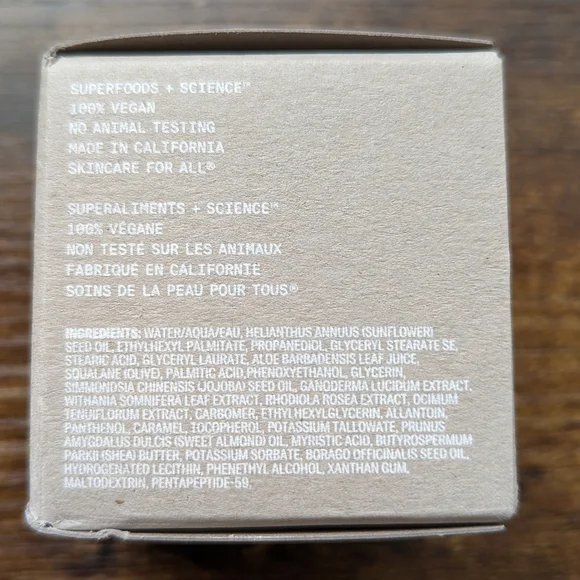 SUPERFOODS + SCIENCE™
100% VEGAN
NO ANIMAL TESTING
MADE IN CALIFORNIA
SKINCARE FOR ALL®
SUPERALIMENTS + SCIENCE™
100% VÉGANE
NON TESTÉ SUR LES ANIMAUX
FABRIQUÉ EN CALIFORNIE
SOINS DE LA PEAU POUR TOUS®
INGREDIENTS: WATER/AQUA/EAU, HELIANTHUS ANNUUS (SUNFLOWER)
SEED OIL, ETHYLHEXYL PALMITATE, PROPANEDIOL, GLYCERYL STEARATE SE,
STEARIC ACID, GLYCERYL LAURATE, ALOE BARBADENSIS LEAF JUICE,
SQUALANE (OLIVE), PALMITIC ACID,PHENOXYETHANOL, GLYCERIN,
SIMMONDSIA CHINENSIS (JOJOBA) SEED OIL, GANODERMA LUCIDUM EXTRACT,
WITHANIA SOMNIFERA LEAF EXTRACT, RHODIOLA ROSEA EXTRACT, OCIMUM
TENUIFLORUM EXTRACT, CARBOMER, ETHYLHEXYLGLYCERIN, ALLANTOIN,
PANTHENOL, CARAMEL, TOCOPHEROL, POTASSIUM TALLOWATE, PRUNUS
AMYGDALUS DULCIS (SWEET ALMOND) OIL, MYRISTIC ACID, BUTYROSPERMUM
PARKII (SHEA) BUTTER, POTASSIUM SORBATE, BORAGO OFFICINALIS SEED OIL,
HYDROGENATED LECITHIN, PHENETHYL ALCOHOL, XANTHAN GUM,
MALTODEXTRIN, PENTAPEPTIDE-59.